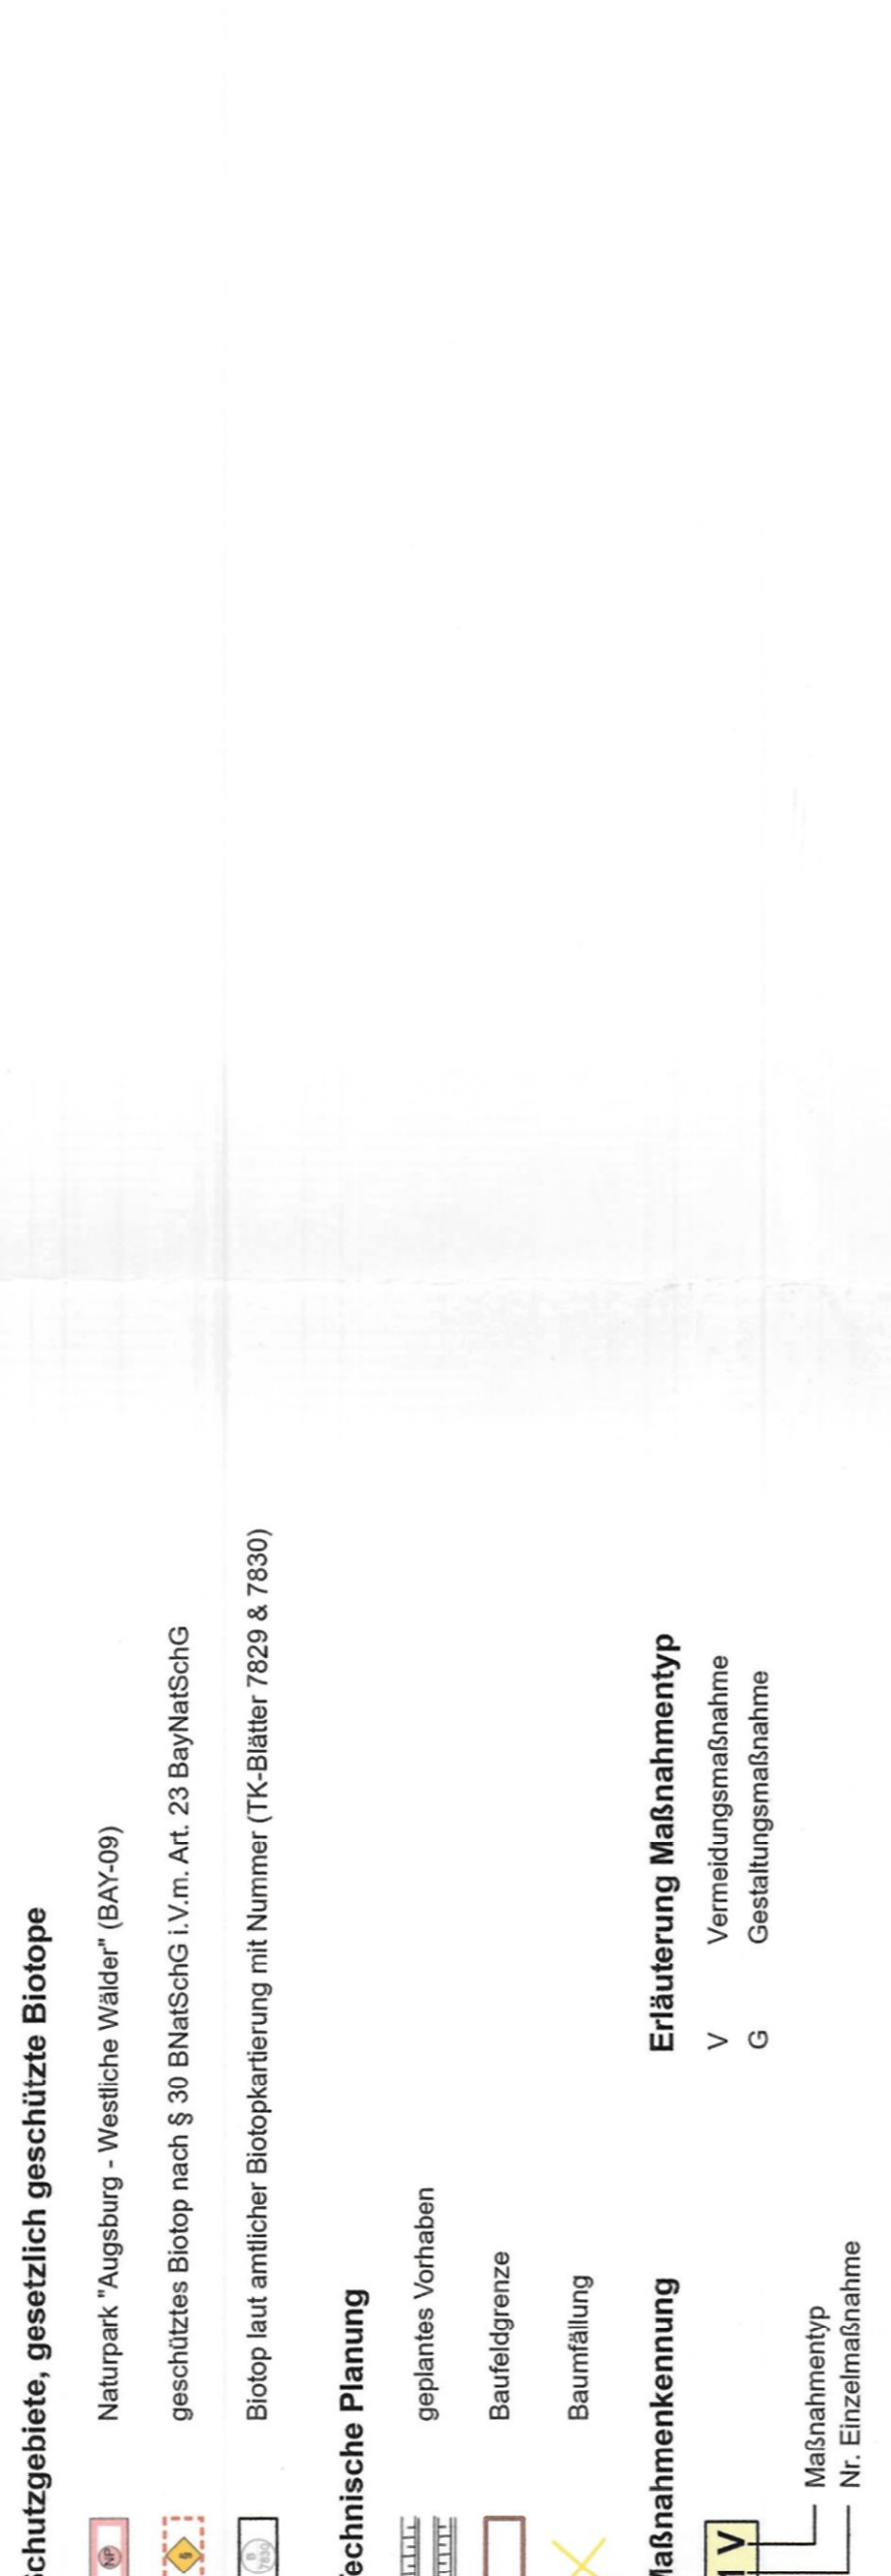 chutzgebiete, gesetzlich geschützte Biotope
NP
Naturpark "Augsburg - Westliche Wälder" (BAY-09)
§
geschütztes Biotop nach § 30 BNatSchG i.V.m. Art. 23 BayNatSchG
B
7830
Biotop laut amtlicher Biotopkartierung mit Nummer (TK-Blätter 7829 & 7830)
echnische Planung
geplantes Vorhaben
Baufeldgrenze
Baumfällung
Maßnahmenkennung
1 V
Maßnahmentyp
Nr. Einzelmaßnahme
Erläuterung Maßnahmentyp
V Vermeidungsmaßnahme
G Gestaltungsmaßnahme